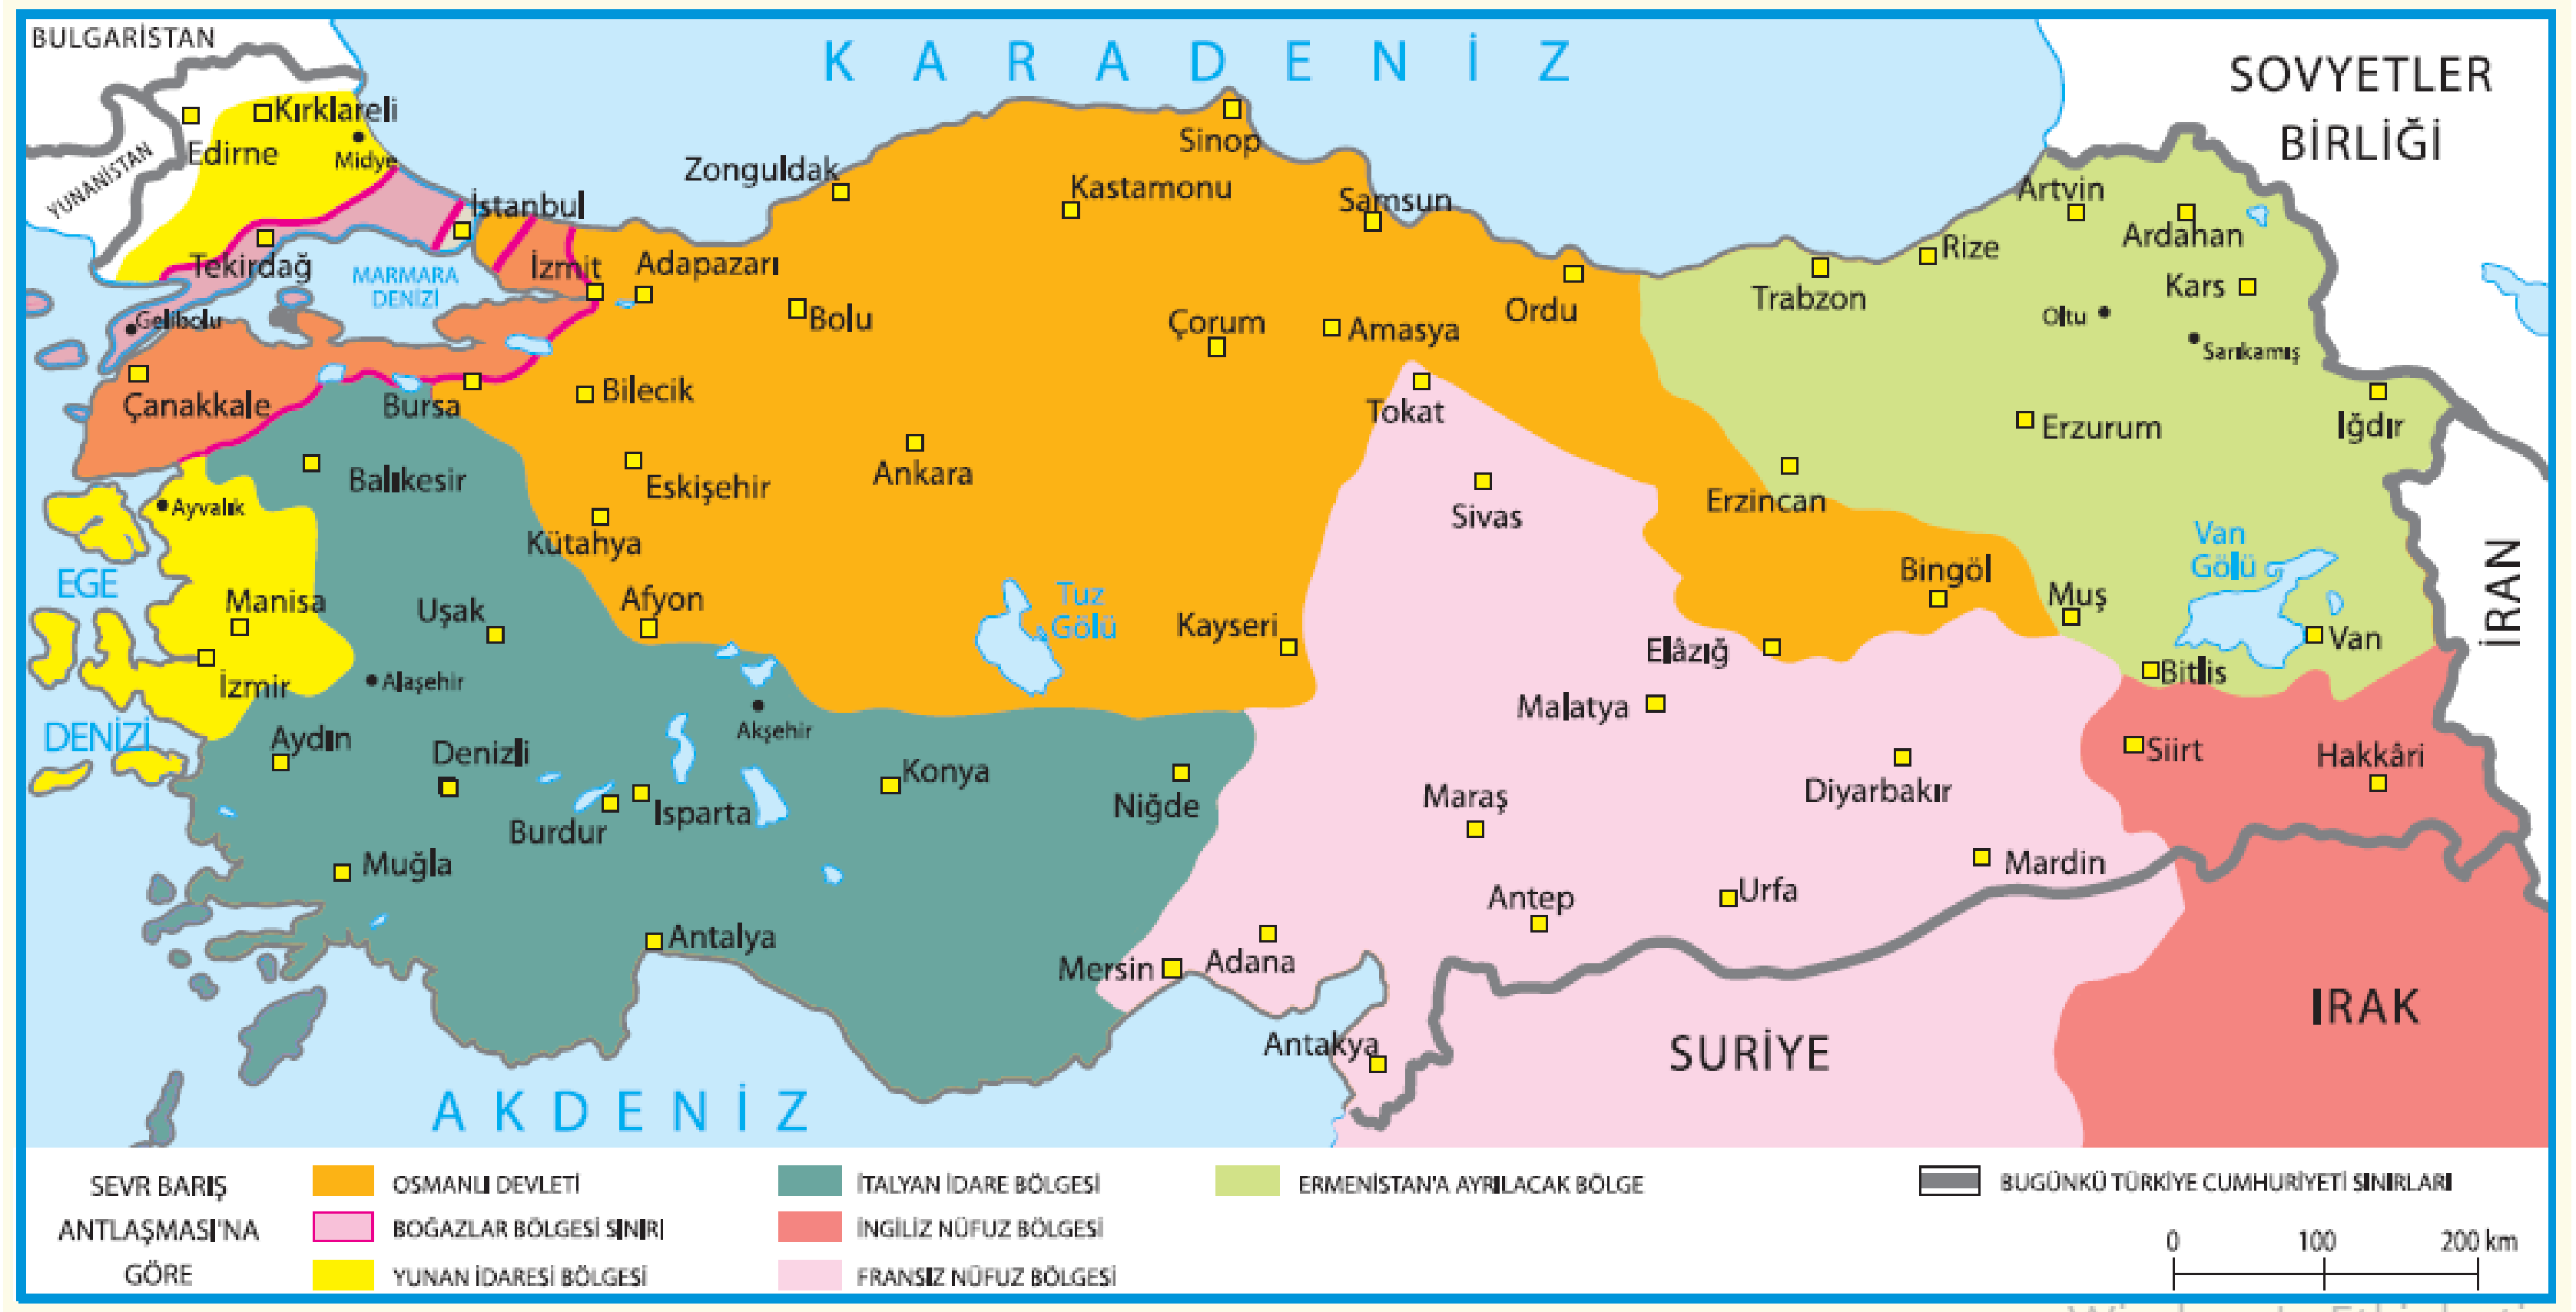 BULGARİSTAN
KARADENİZ
SOVYETLER
BİRLİĞİ
YUNANİSTAN
Kırklareli
Edirne
Midye
İstanbul
Tekirdağ
MARMARA
DENİZİ
Gelibolu
İzmit
Adapazarı
Zonguldak
Bolu
Kastamonu
Sinop
Samsun
Çorum
Amasya
Ordu
Trabzon
Rize
Artvin
Ardahan
Kars
Oltu
Sarıkamış
Iğdır
Erzurum
Çanakkale
Bursa
Bilecik
Balıkesir
Eskişehir
Ankara
Tokat
Sivas
Erzincan
Ayvalık
Kütahya
Van
Gölü
İRAN
EGE
DENİZİ
Manisa
Uşak
Afyon
Tuz
Gölü
Kayseri
Bingöl
Muş
Van
Elâzığ
Bitlis
İzmir
Alaşehir
Akşehir
Malatya
Aydın
Denizli
Konya
Niğde
Maraş
Diyarbakır
Siirt
Hakkâri
Burdur
Isparta
Muğla
Antalya
Mersin
Adana
Antep
Urfa
Mardin
Antakya
SURİYE
IRAK
AKDENİZ
SEVR BARIŞ
ANTLAŞMASI'NA
GÖRE
OSMANLI DEVLETİ
BOĞAZLAR BÖLGESİ SINIRI
YUNAN İDARESİ BÖLGESİ
İTALYAN İDARE BÖLGESİ
İNGİLİZ NÜFUZ BÖLGESİ
FRANSIZ NÜFUZ BÖLGESİ
ERMENİSTAN'A AYRILACAK BÖLGE
BUGÜNKÜ TÜRKİYE CUMHURİYETİ SINIRLARI
0 100 200 km